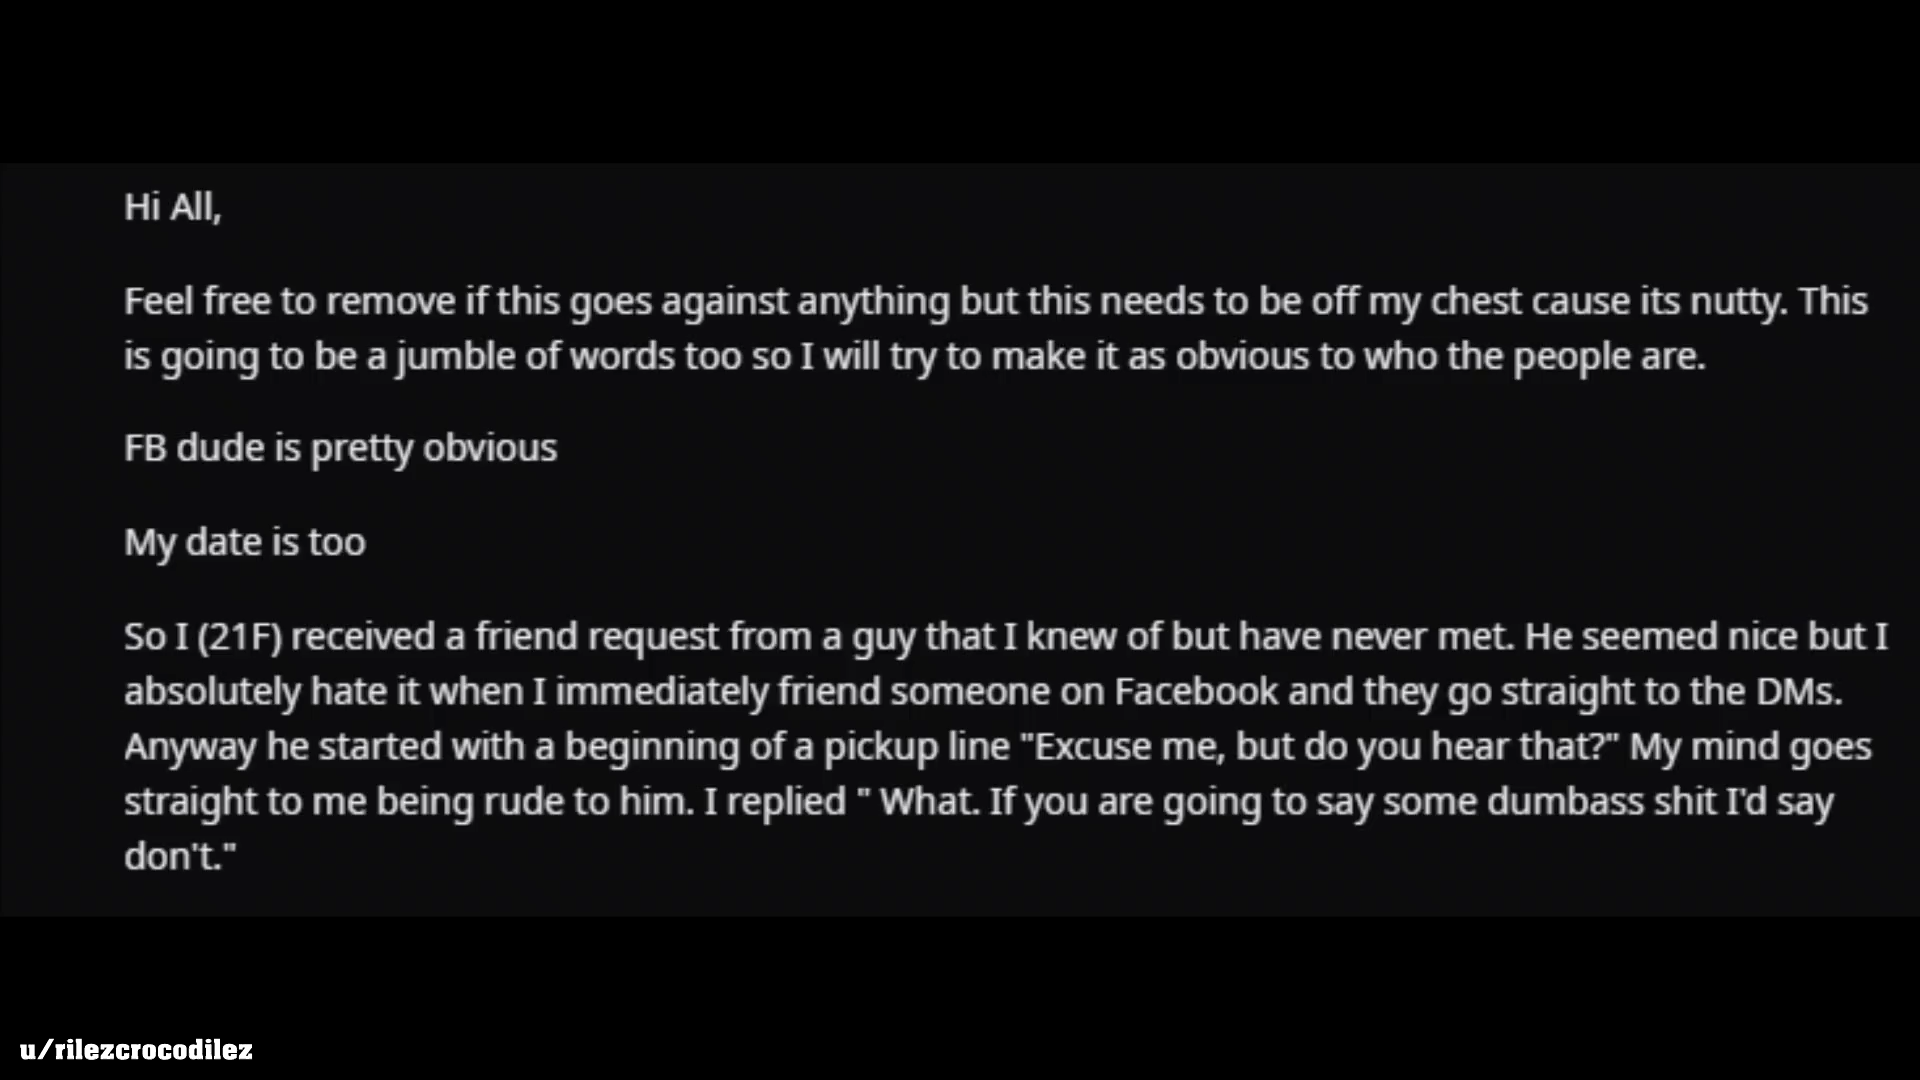 Hi All,
Feel free to remove if this goes against anything but this needs to be off my chest cause its nutty. This
is going to be a jumble of words too so I will try to make it as obvious to who the people are.
FB dude is pretty obvious
My date is too
So I (21F) received a friend request from a guy that I knew of but have never met. He seemed nice but I
absolutely hate it when I immediately friend someone on Facebook and they go straight to the DMs.
Anyway he started with a beginning of a pickup line "Excuse me, but do you hear that?" My mind goes
straight to me being rude to him. I replied " What. If you are going to say some dumbass shit I'd say
don't."
u/rilezcrocodilez